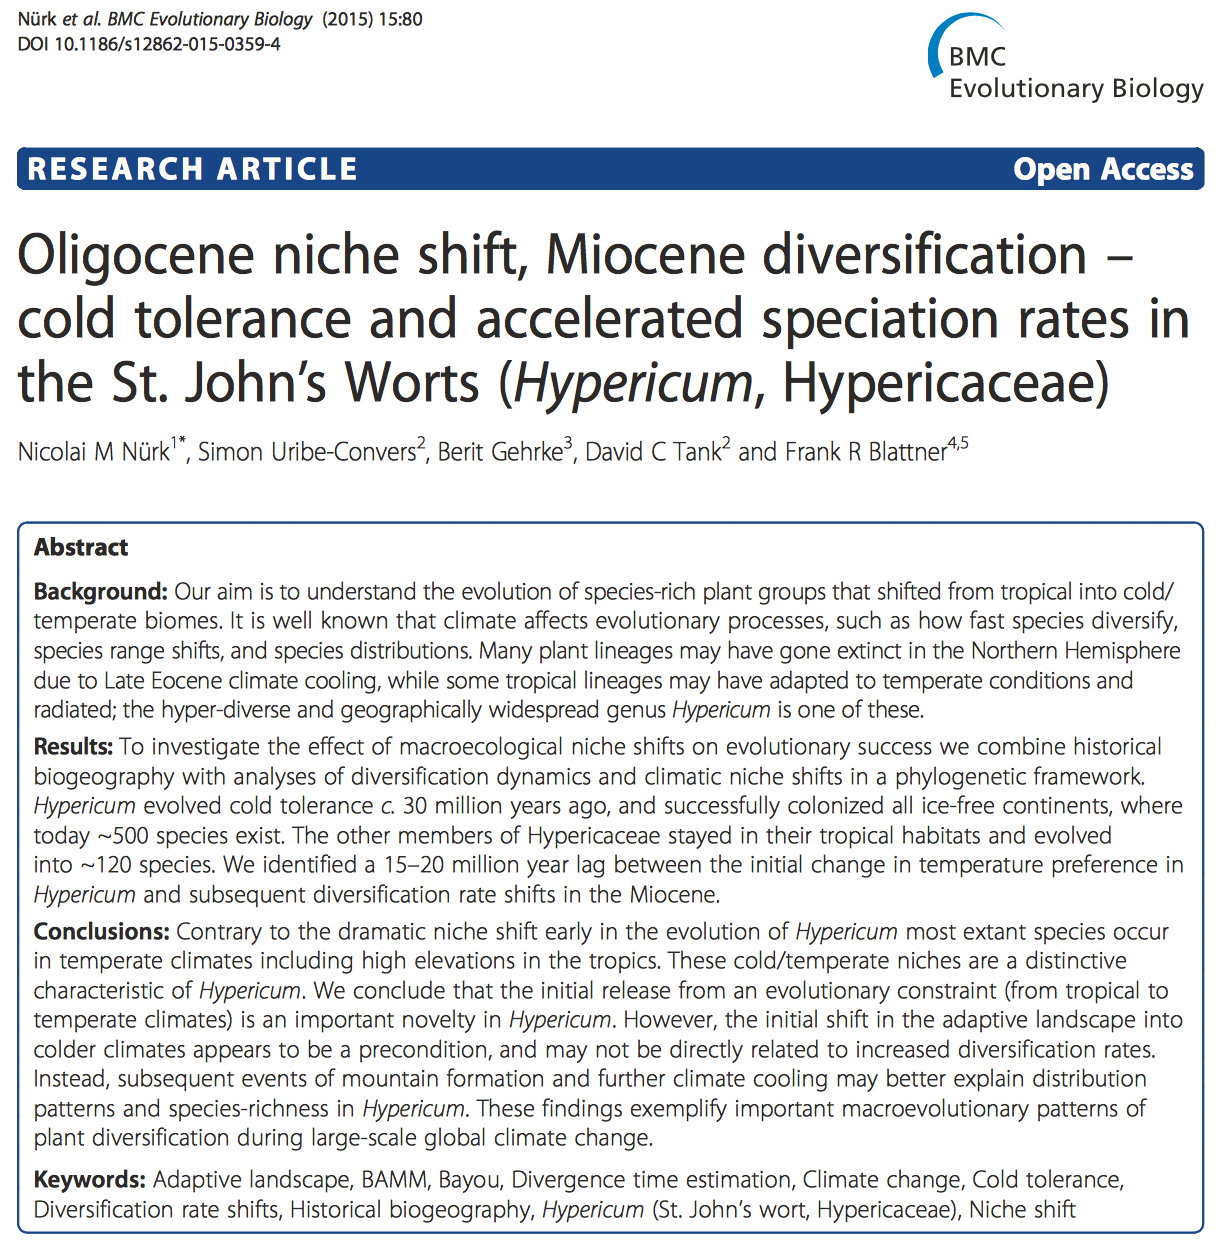 Nürk et al. BMC Evolutionary Biology (2015) 15:80
DOI 10.1186/s12862-015-0359-4
BMC
Evolutionary Biology
RESEARCH ARTICLE
Open Access
Oligocene niche shift, Miocene diversification –
cold tolerance and accelerated speciation rates in
the St. John’s Worts (Hypericum, Hypericaceae)
Nicolai M Nürk1*, Simon Uribe-Convers2, Berit Gehrke3, David C Tank2 and Frank R Blattner4,5
Abstract
Background: Our aim is to understand the evolution of species-rich plant groups that shifted from tropical into cold/
temperate biomes. It is well known that climate affects evolutionary processes, such as how fast species diversify,
species range shifts, and species distributions. Many plant lineages may have gone extinct in the Northern Hemisphere
due to Late Eocene climate cooling, while some tropical lineages may have adapted to temperate conditions and
radiated; the hyper-diverse and geographically widespread genus Hypericum is one of these.
Results: To investigate the effect of macroecological niche shifts on evolutionary success we combine historical
biogeography with analyses of diversification dynamics and climatic niche shifts in a phylogenetic framework.
Hypericum evolved cold tolerance c. 30 million years ago, and successfully colonized all ice-free continents, where
today ~500 species exist. The other members of Hypericaceae stayed in their tropical habitats and evolved
into ~120 species. We identified a 15–20 million year lag between the initial change in temperature preference in
Hypericum and subsequent diversification rate shifts in the Miocene.
Conclusions: Contrary to the dramatic niche shift early in the evolution of Hypericum most extant species occur
in temperate climates including high elevations in the tropics. These cold/temperate niches are a distinctive
characteristic of Hypericum. We conclude that the initial release from an evolutionary constraint (from tropical to
temperate climates) is an important novelty in Hypericum. However, the initial shift in the adaptive landscape into
colder climates appears to be a precondition, and may not be directly related to increased diversification rates.
Instead, subsequent events of mountain formation and further climate cooling may better explain distribution
patterns and species-richness in Hypericum. These findings exemplify important macroevolutionary patterns of
plant diversification during large-scale global climate change.
Keywords: Adaptive landscape, BAMM, Bayou, Divergence time estimation, Climate change, Cold tolerance,
Diversification rate shifts, Historical biogeography, Hypericum (St. John’s wort, Hypericaceae), Niche shift